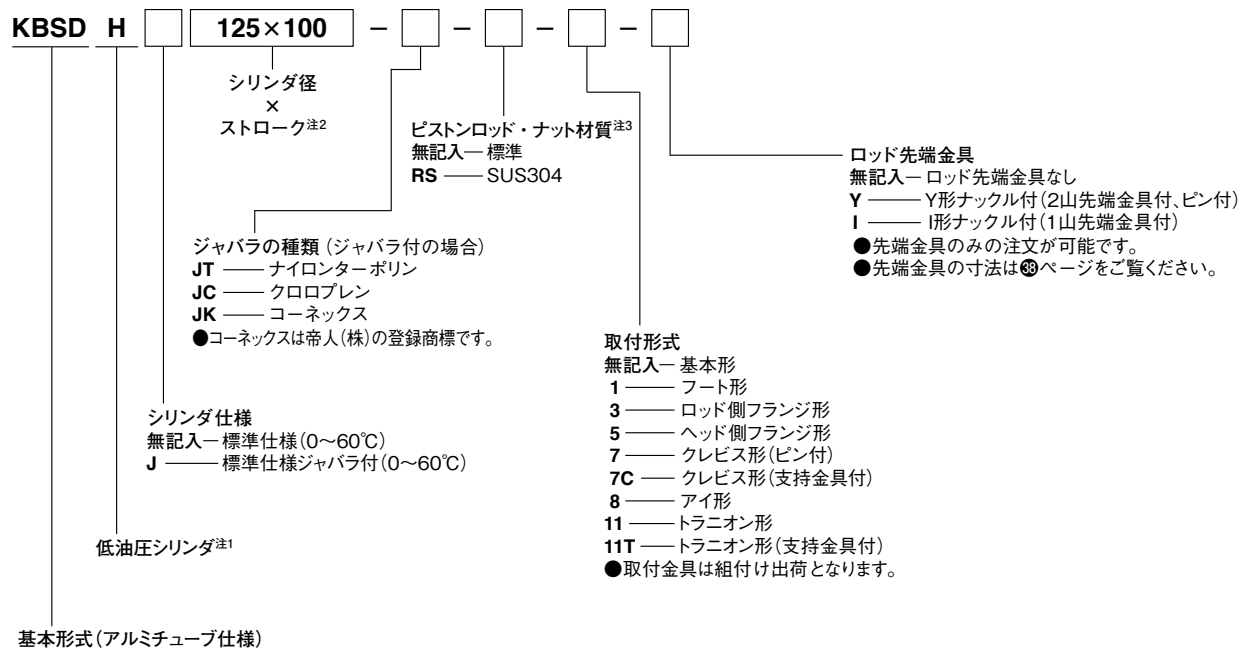 KBSD H □ 125×100 － □ － □ － □ － □
シリンダ径
×
ストローク注2
ピストンロッド・ナット材質注3
無記入 ─ 標準
RS ─── SUS304
ロッド先端金具
無記入 ─ ロッド先端金具なし
Y ─── Y形ナックル付(2山先端金具付、ピン付)
I ─── I形ナックル付(1山先端金具付)
●先端金具のみの注文が可能です。
●先端金具の寸法は㊳ページをご覧ください。
ジャバラの種類(ジャバラ付の場合)
JT ─── ナイロンターポリン
JC ─── クロロプレン
JK ─── コーネックス
●コーネックスは帝人(株)の登録商標です。
取付形式
無記入 ─ 基本形
1 ─── フート形
3 ─── ロッド側フランジ形
5 ─── ヘッド側フランジ形
7 ─── クレビス形(ピン付)
7C ─── クレビス形(支持金具付)
8 ─── アイ形
11 ─── トラニオン形
11T ─── トラニオン形(支持金具付)
●取付金具は組付け出荷となります。
シリンダ仕様
無記入 ─ 標準仕様(0〜60℃)
J ─── 標準仕様ジャバラ付(0〜60℃)
低油圧シリンダ注1
基本形式(アルミチューブ仕様)